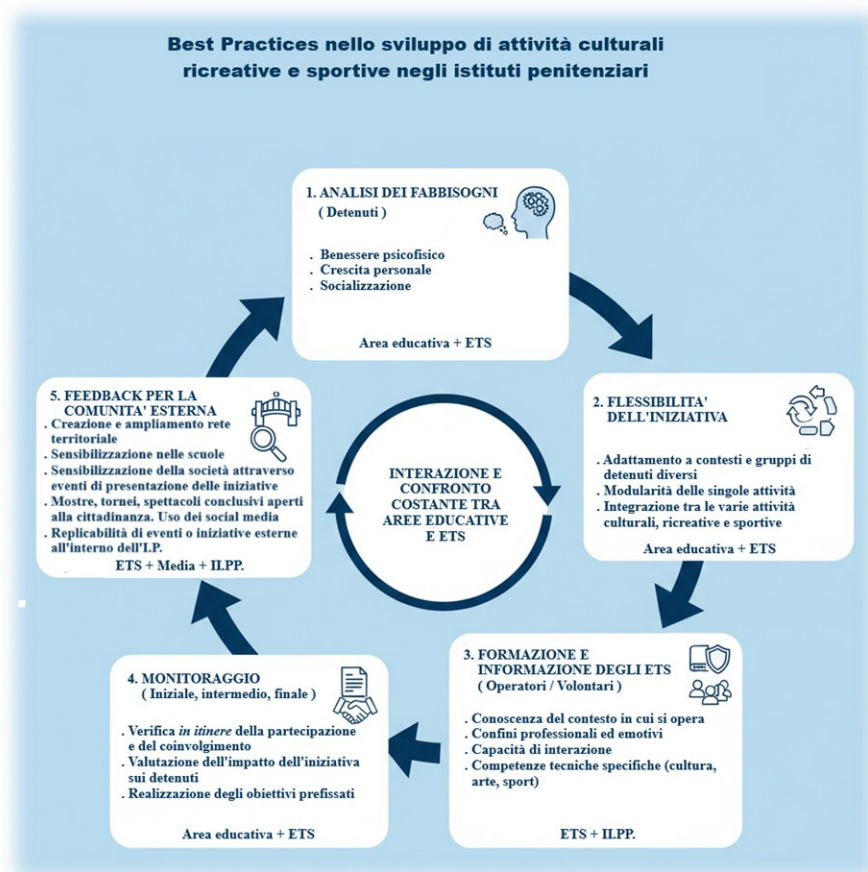 Best Practices nello sviluppo di attività culturali
ricreative e sportive negli istituti penitenziari
1. ANALISI DEI FABBISOGNI
( Detenuti )
. Benessere psicofisico
. Crescita personale
. Socializzazione
Area educativa + ETS
2. FLESSIBILITA'
DELL'INIZIATIVA
. Adattamento a contesti e gruppi di
detenuti diversi
. Modularità delle singole attività
. Integrazione tra le varie attività
culturali, ricreative e sportive
Area educativa + ETS
3. FORMAZIONE E
INFORMAZIONE DEGLI ETS
( Operatori / Volontari )
. Conoscenza del contesto in cui si opera
. Confini professionali ed emotivi
. Capacità di interazione
. Competenze tecniche specifiche (cultura,
arte, sport)
ETS + II.PP.
4. MONITORAGGIO
( Iniziale, intermedio, finale )
. Verifica in itinere della partecipazione
e del coinvolgimento
. Valutazione dell'impatto dell'iniziativa
sui detenuti
. Realizzazione degli obiettivi prefissati
Area educativa + ETS
5. FEEDBACK PER LA
COMUNITA' ESTERNA
. Creazione e ampliamento rete
territoriale
. Sensibilizzazione nelle scuole
. Sensibilizzazione della società attraverso
eventi di presentazione delle iniziative
. Mostre, tornei, spettacoli conclusivi aperti
alla cittadinanza. Uso dei social media
. Replicabilità di eventi o iniziative esterne
all'interno dell'I.P.
ETS + Media + II.PP.
INTERAZIONE E
CONFRONTO
COSTANTE TRA
AREE EDUCATIVE
E ETS